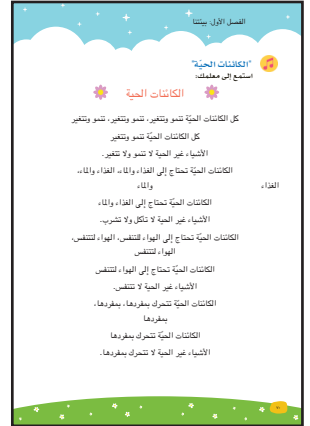 الفصل الأول: بيئتنا
"الكائنات الحيّة"
استمع إلى معلمك:
الكائنات الحية
كل الكائنات الحيّة تنمو وتتغير، تنمو وتتغير، تنمو وتتغير
كل الكائنات الحيّة تنمو وتتغير
الأشياء غير الحية لا تنمو ولا تتغير.
الكائنات الحيّة تحتاج إلى الغذاء والماء، الغذاء والماء،
الغذاء والماء
الكائنات الحيّة تحتاج إلى الغذاء والماء
الأشياء غير الحية لا تأكل ولا تشرب.
الكائنات الحيّة تحتاج إلى الهواء للتنفس، الهواء لتتنفس،
الهواء لتتنفس
الكائنات الحيّة تحتاج إلى الهواء لتتنفس
الأشياء غير الحية لا تتنفس.
الكائنات الحيّة تتحرك بمفردها، بمفردها،
بمفردها
الكائنات الحيّة تتحرك بمفردها
الأشياء غير الحية لا تتحرك بمفردها.